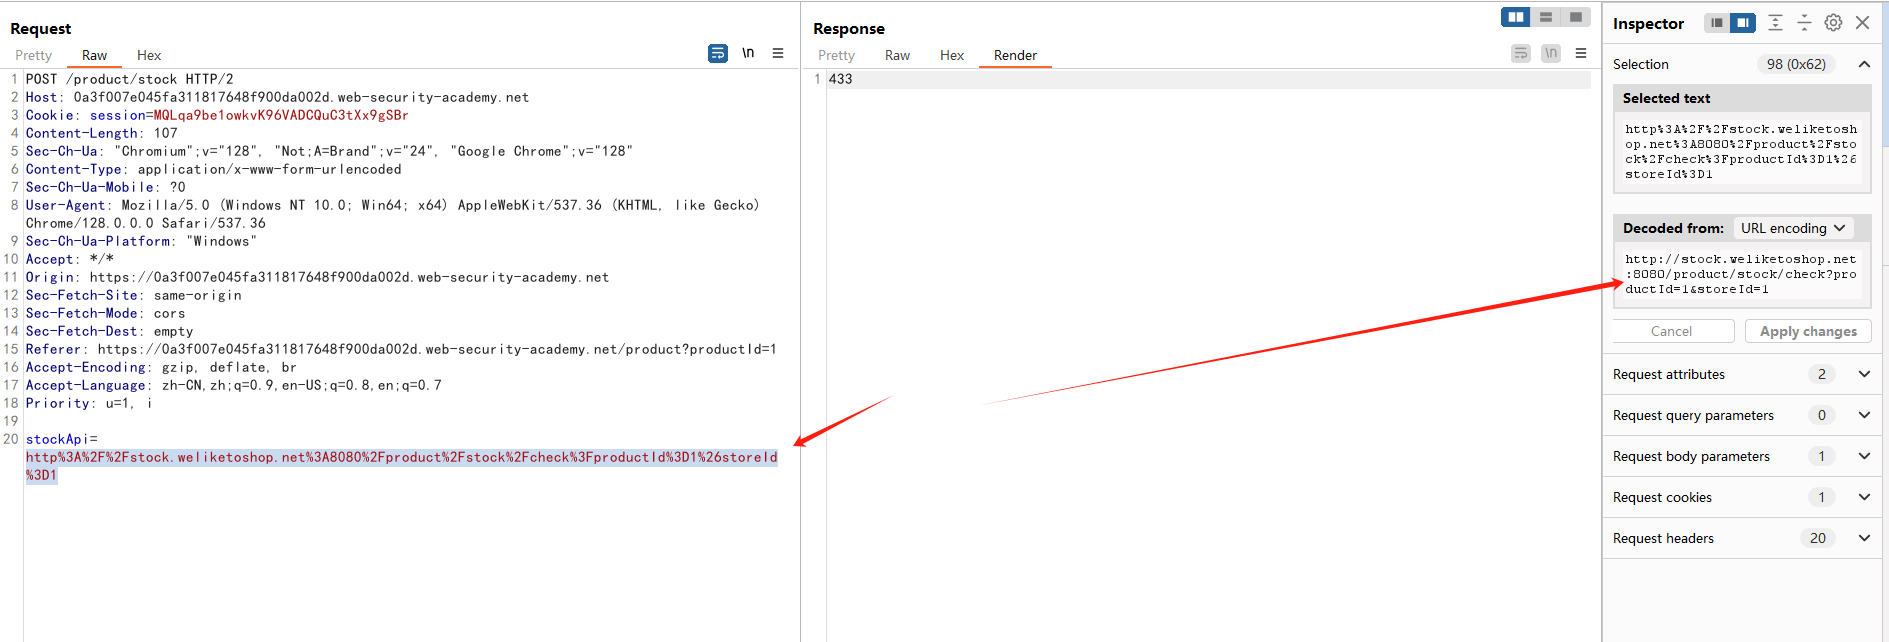 Request
Pretty Raw Hex
\n
1 POST /product/stock HTTP/2
2 Host: 0a3f007e045fa311817648f900da002d.web-security-academy.net
3 Cookie: session=MQLqa9be1owkvK96VADCQuC3tXx9gSBr
4 Content-Length: 107
5 Sec-Ch-Ua: "Chromium";v="128", "Not;A=Brand";v="24", "Google Chrome";v="128"
6 Content-Type: application/x-www-form-urlencoded
7 Sec-Ch-Ua-Mobile: ?0
8 User-Agent: Mozilla/5.0 (Windows NT 10.0; Win64; x64) AppleWebKit/537.36 (KHTML, like Gecko)
Chrome/128.0.0.0 Safari/537.36
9 Sec-Ch-Ua-Platform: "Windows"
10 Accept: */*
11 Origin: https://0a3f007e045fa311817648f900da002d.web-security-academy.net
12 Sec-Fetch-Site: same-origin
13 Sec-Fetch-Mode: cors
14 Sec-Fetch-Dest: empty
15 Referer: https://0a3f007e045fa311817648f900da002d.web-security-academy.net/product?productId=1
16 Accept-Encoding: gzip, deflate, br
17 Accept-Language: zh-CN,zh;q=0.9,en-US;q=0.8,en;q=0.7
18 Priority: u=1, i
19
20 stockApi=
http%3A%2F%2Fstock.weliketoshop.net%3A8080%2Fproduct%2Fstock%2Fcheck%3FproductId%3D1%26storeId
%3D1
Response
Pretty Raw Hex Render
\n
1 433
Inspector
Selection 98 (0x62)
Selected text
http%3A%2F%2Fstock.weliketosh
op.net%3A8080%2Fproduct%2Fsto
ck%2Fcheck%3FproductId%3D1%26
storeId%3D1
Decoded from: URL encoding
http://stock.weliketoshop.net
:8080/product/stock/check?pro
ductId=1&storeId=1
Cancel Apply changes
Request attributes 2
Request query parameters 0
Request body parameters 1
Request cookies 1
Request headers 20